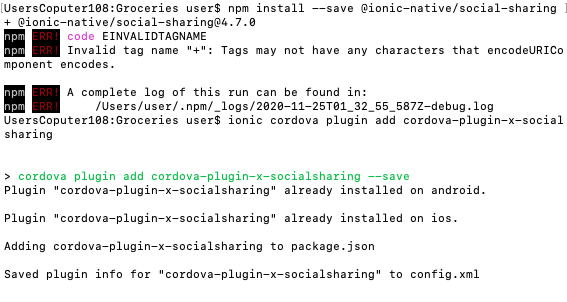 [UsersCoputer108:Groceries user$ npm install --save @ionic-native/social-sharing ]
+ @ionic-native/social-sharing@4.7.0
npm ERR! code EINVALIDTAGNAME
npm ERR! Invalid tag name "+": Tags may not have any characters that encodeURICo
mponent encodes.
npm ERR! A complete log of this run can be found in:
npm ERR!     /Users/user/.npm/_logs/2020-11-25T01_32_55_587Z-debug.log
UsersCoputer108:Groceries user$ ionic cordova plugin add cordova-plugin-x-social
sharing
> cordova plugin add cordova-plugin-x-socialsharing --save
Plugin "cordova-plugin-x-socialsharing" already installed on android.
Plugin "cordova-plugin-x-socialsharing" already installed on ios.
Adding cordova-plugin-x-socialsharing to package.json
Saved plugin info for "cordova-plugin-x-socialsharing" to config.xml